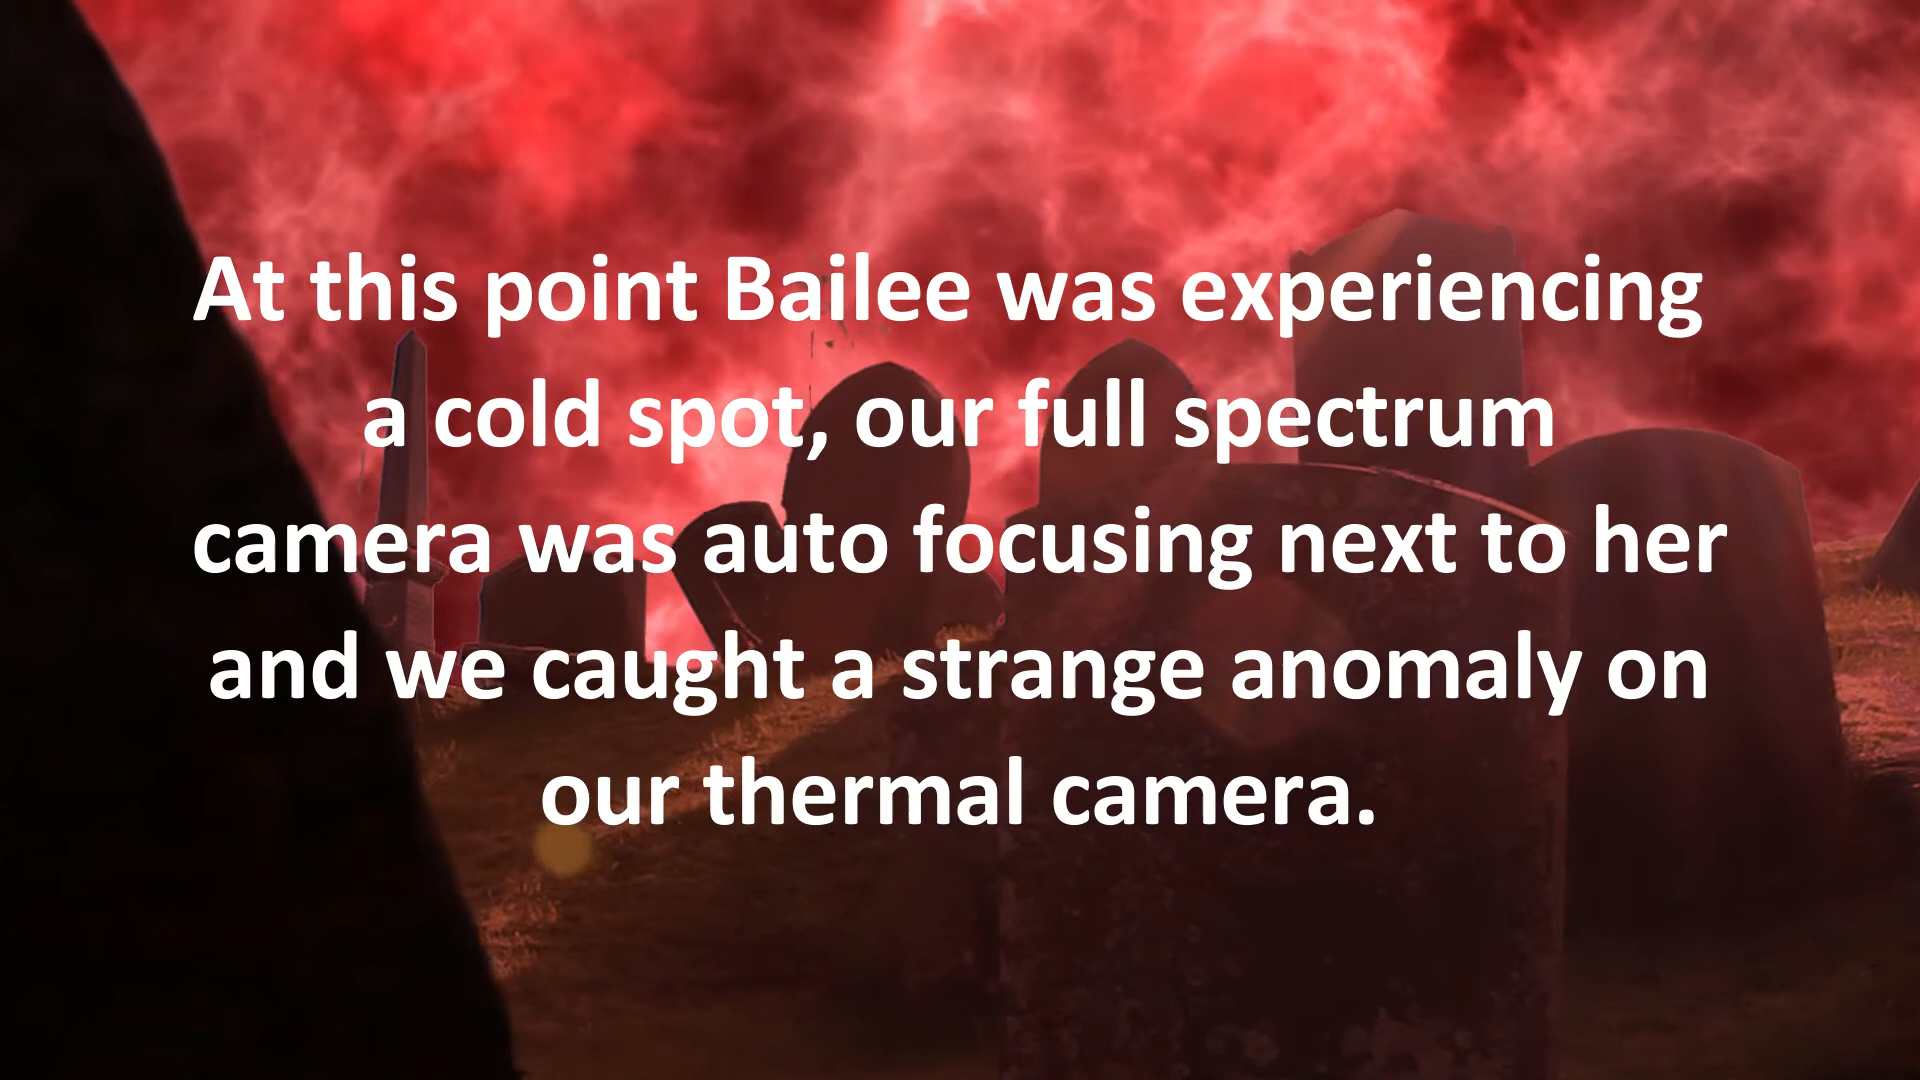 At this point Bailee was experiencing
a cold spot, our full spectrum
camera was auto focusing next to her
and we caught a strange anomaly on
our thermal camera.